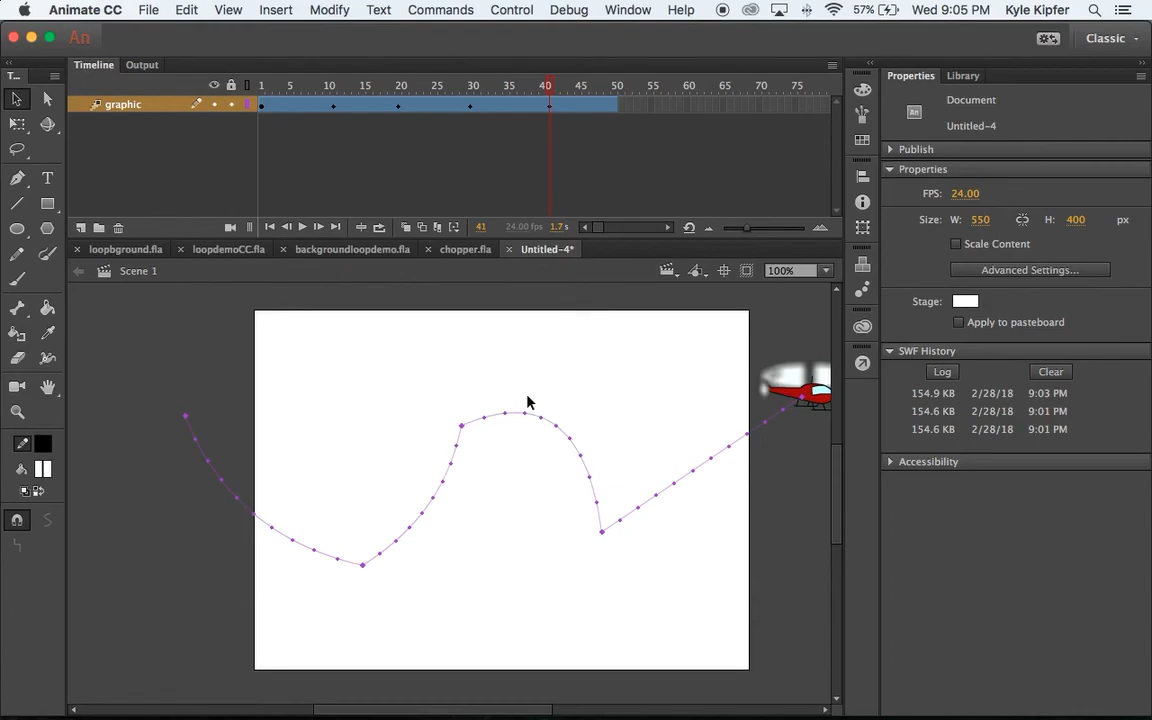 Animate CC File Edit View Insert Modify Text Commands Control Debug Window Help 57% Wed 9:05 PM Kyle Kipfer
An Classic
Timeline Output
T...
1 5 10 15 20 25 30 35 40 45 50 55 60 65 70 75
graphic
41 24.00 fps 1.7 s
loopbground.fla loopdemoCC.fla backgroundloopdemo.fla chopper.fla Untitled-4*
Scene 1 100%
Properties Library
Document
An
Untitled-4
Publish
Properties
FPS: 24.00
Size: W: 550 H: 400 px
Scale Content
Advanced Settings...
Stage:
Apply to pasteboard
SWF History
Log Clear
154.9 KB 2/28/18 9:03 PM
154.6 KB 2/28/18 9:01 PM
154.6 KB 2/28/18 9:01 PM
Accessibility